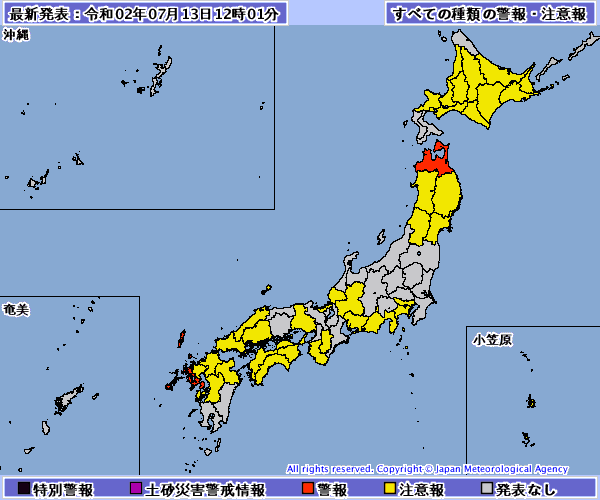 最新発表：令和02年07月13日12時01分
すべての種類の警報・注意報
沖縄
奄美
小笠原
All rights reserved. Copyright © Japan Meteorological Agency
特別警報 土砂災害警戒情報 警報 注意報 発表なし